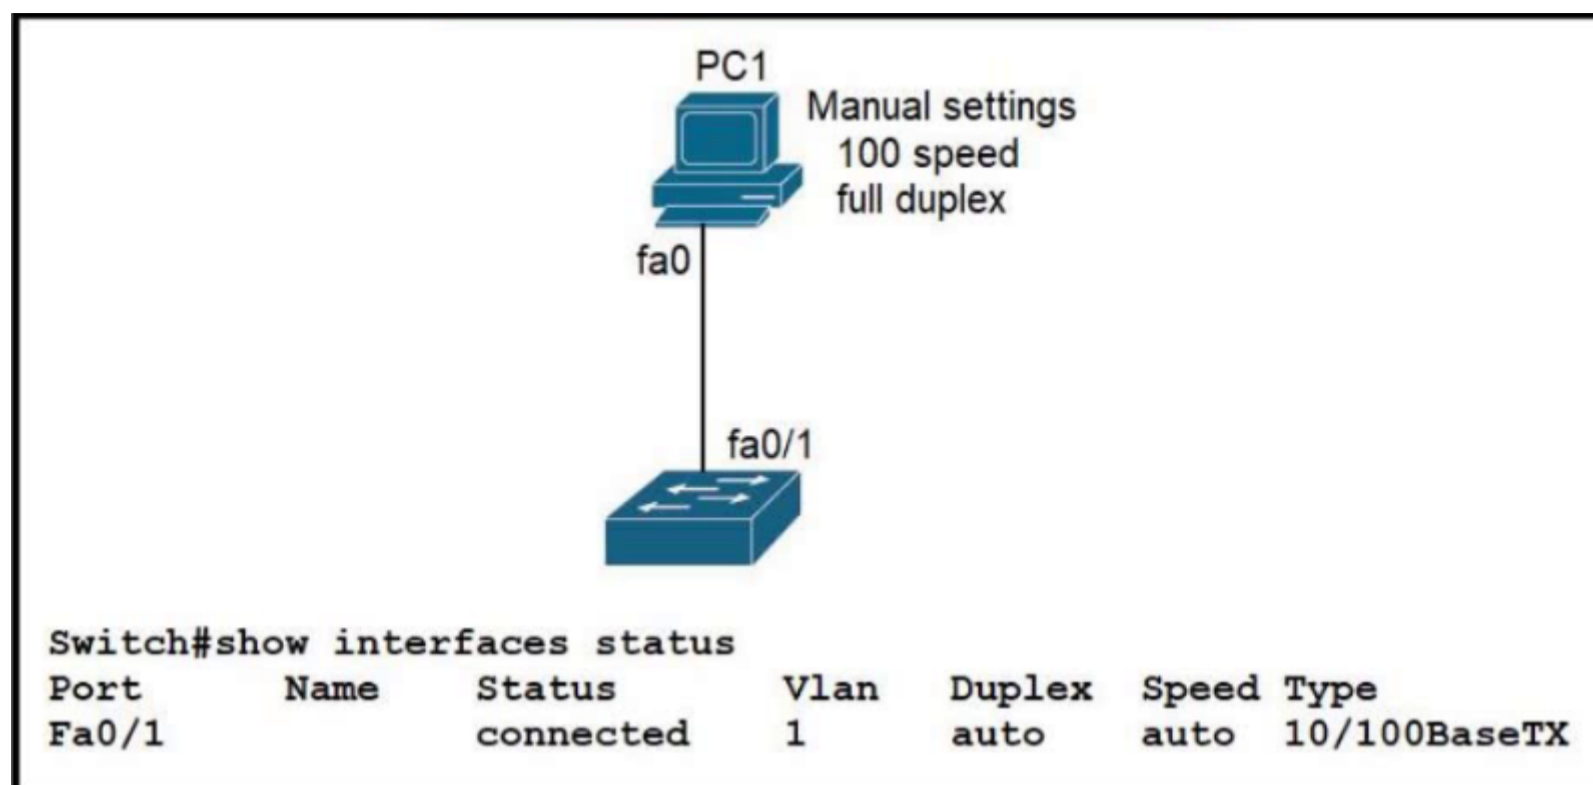 PC1
Manual settings
100 speed
full duplex
fa0
fa0/1
Switch#show interfaces status
Port Name Status Vlan Duplex Speed Type
Fa0/1 connected 1 auto auto 10/100BaseTX